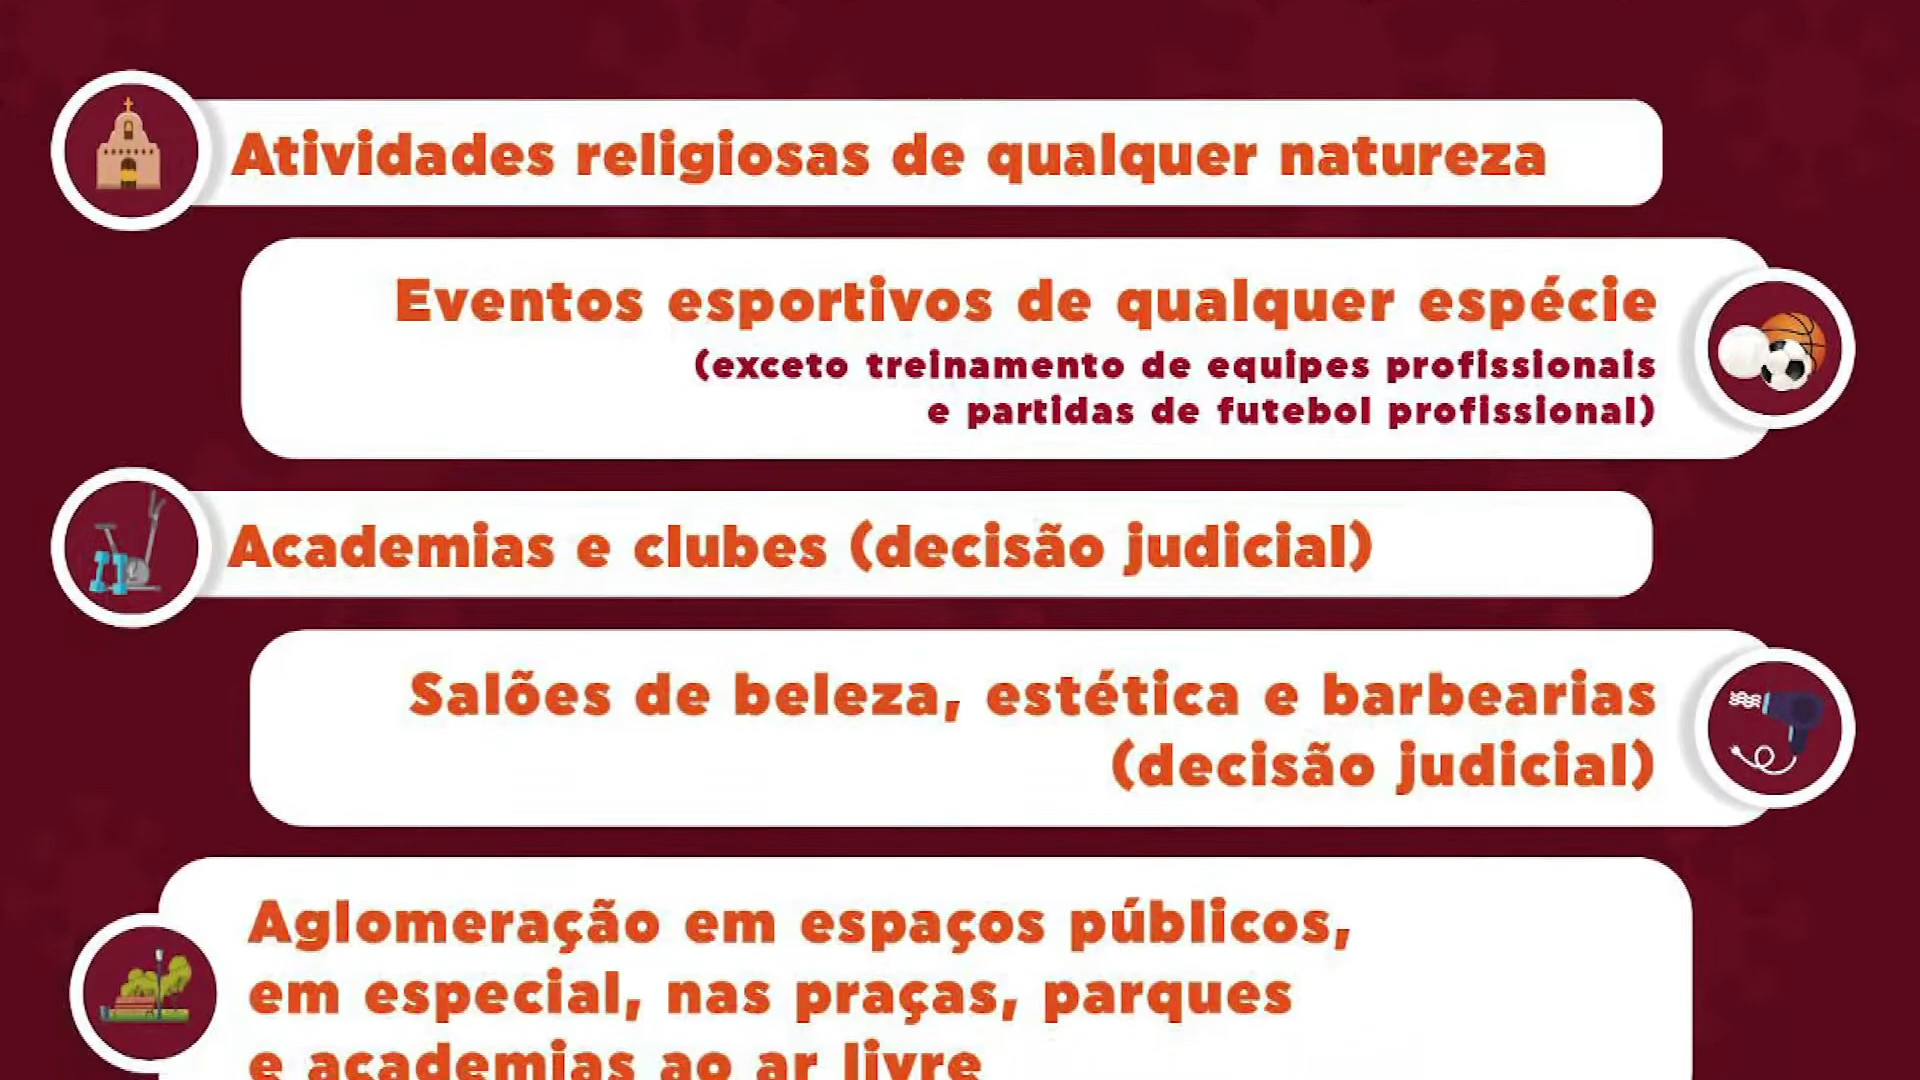 Atividades religiosas de qualquer natureza
Eventos esportivos de qualquer espécie
(exceto treinamento de equipes profissionais
e partidas de futebol profissional)
Academias e clubes (decisão judicial)
Salões de beleza, estética e barbearias
(decisão judicial)
Aglomeração em espaços públicos,
em especial, nas praças, parques
e academias ao ar livre